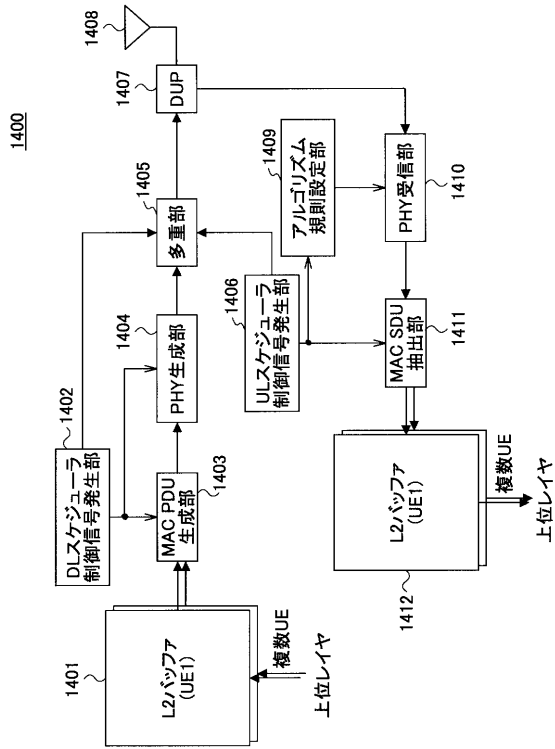 1400
1401
L2バッファ
(UE1)
複数UE
上位レイヤ
1402
DLスケジューラ
制御信号発生部
1403
MAC PDU
生成部
1404
PHY生成部
1405
多重部
1407
DUP
1408
1406
ULスケジューラ
制御信号発生部
1409
アルゴリズム
規則設定部
1410
PHY受信部
1411
MAC SDU
抽出部
1412
L2バッファ
(UE1)
複数UE
上位レイヤ